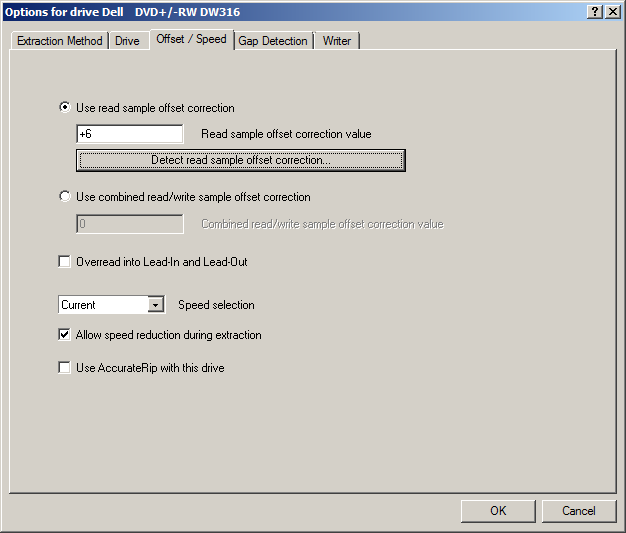 Options for drive Dell    DVD+/-RW DW316
Extraction Method Drive Offset / Speed Gap Detection Writer
Use read sample offset correction
+6 Read sample offset correction value
Detect read sample offset correction...
Use combined read/write sample offset correction
0 Combined read/write sample offset correction value
Overread into Lead-In and Lead-Out
Current Speed selection
Allow speed reduction during extraction
Use AccurateRip with this drive
OK Cancel